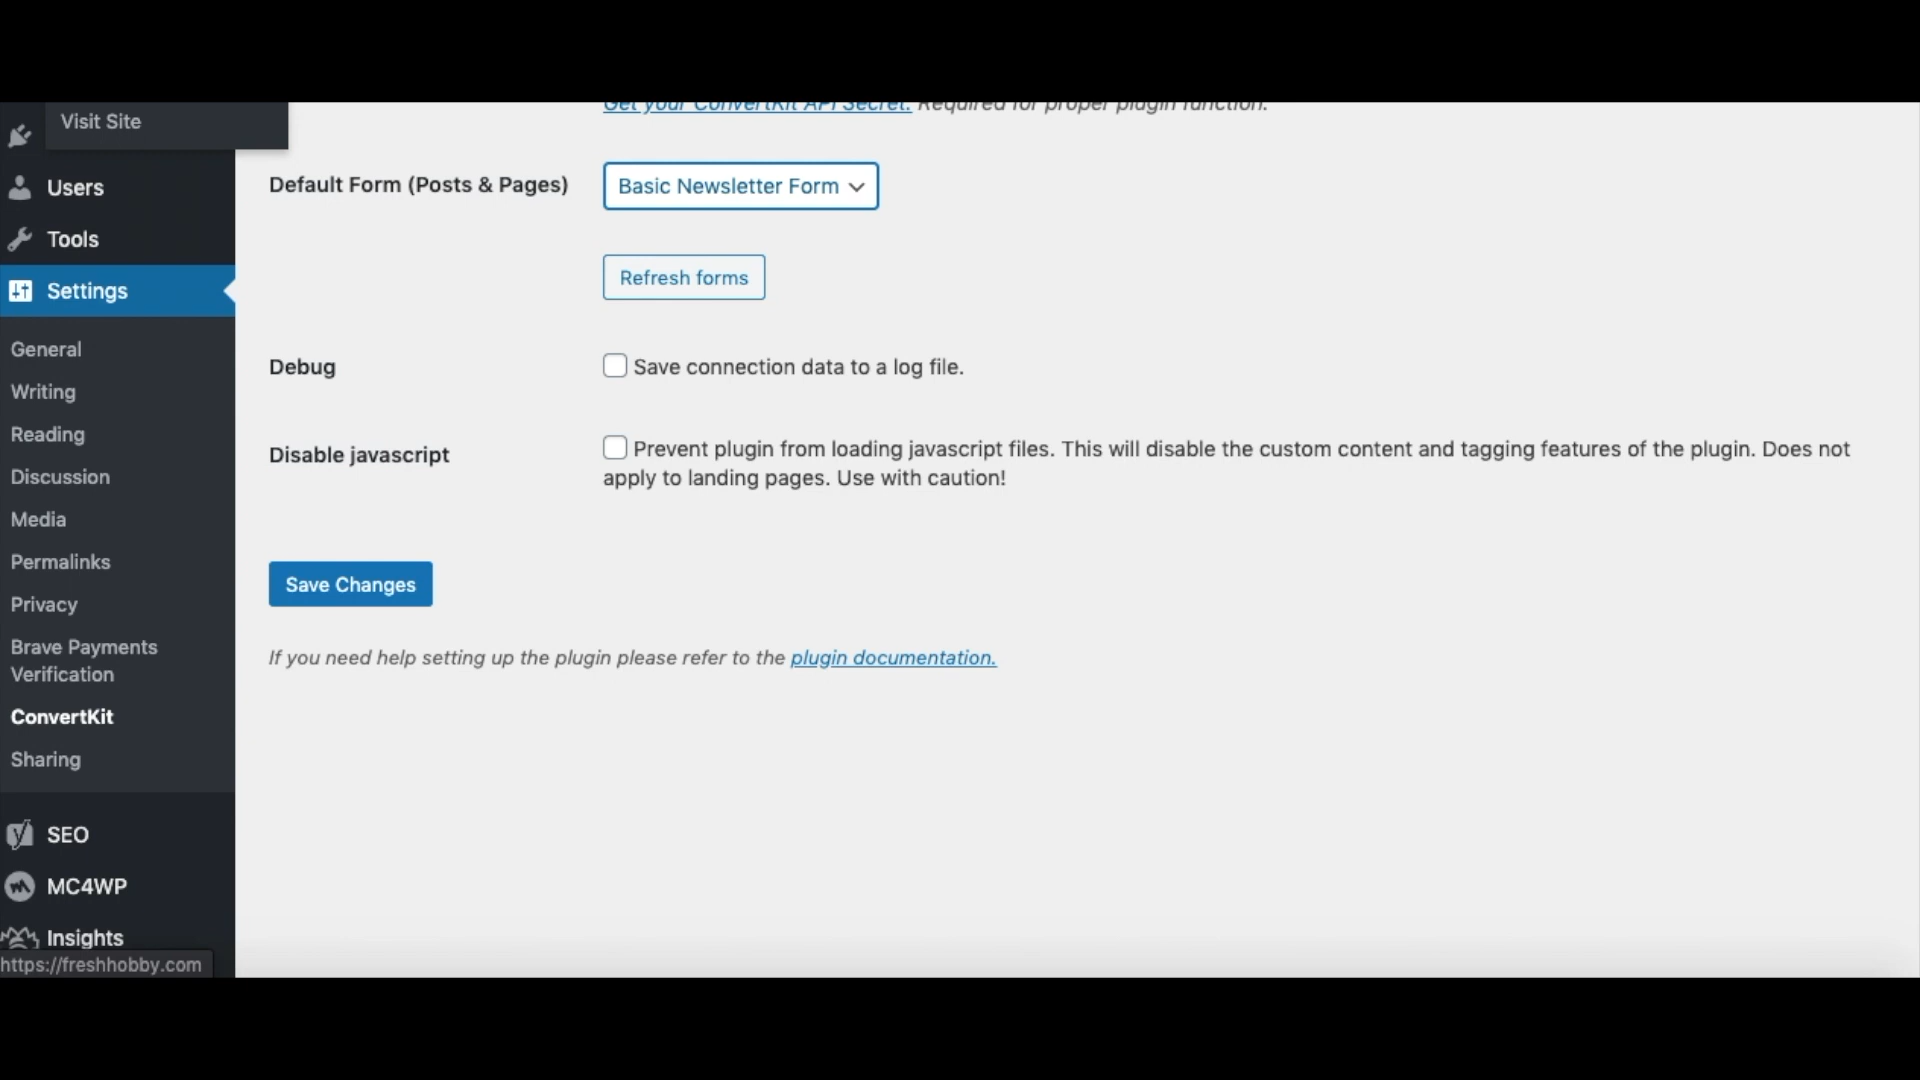 Visit Site
Users
Tools
Settings
General
Writing
Reading
Discussion
Media
Permalinks
Privacy
Brave Payments
Verification
ConvertKit
Sharing
SEO
MC4WP
Insights
https://freshhobby.com
Get your ConvertKit API Secret. Required for proper plugin function.
Default Form (Posts & Pages)
Basic Newsletter Form
Refresh forms
Debug
Save connection data to a log file.
Disable javascript
Prevent plugin from loading javascript files. This will disable the custom content and tagging features of the plugin. Does not
apply to landing pages. Use with caution!
Save Changes
If you need help setting up the plugin please refer to the plugin documentation.